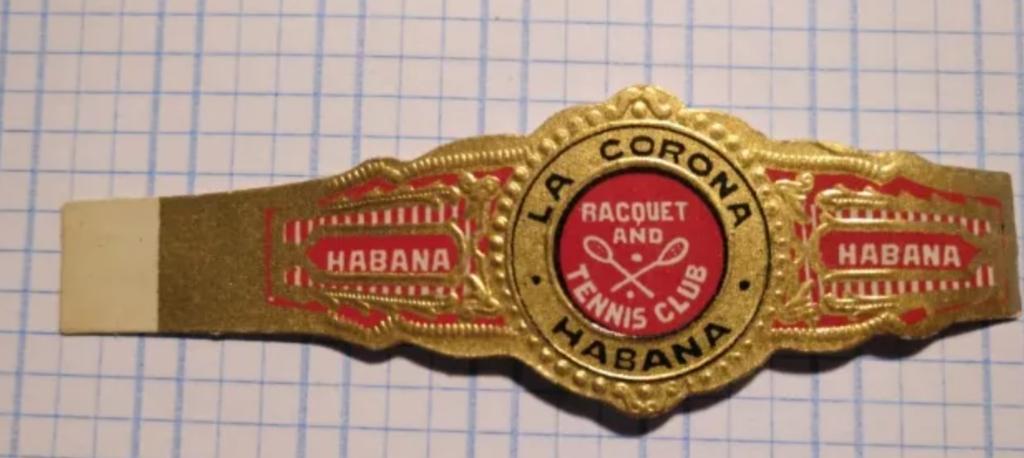 LA CORONA
RACQUET
AND
TENNIS CLUB
HABANA
HABANA
HABANA